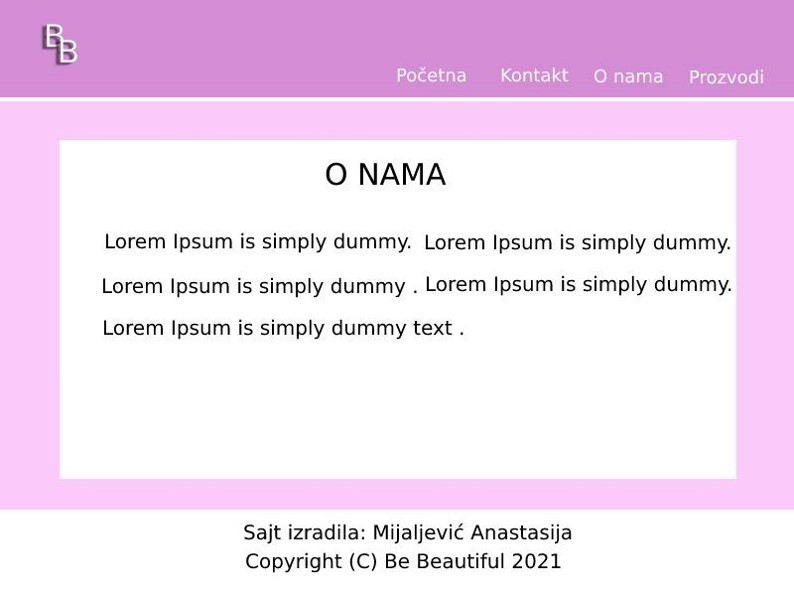 BB
Početna Kontakt O nama Prozvodi
O NAMA
Lorem Ipsum is simply dummy. Lorem Ipsum is simply dummy.
Lorem Ipsum is simply dummy . Lorem Ipsum is simply dummy.
Lorem Ipsum is simply dummy text .
Sajt izradila: Mijaljević Anastasija
Copyright (C) Be Beautiful 2021